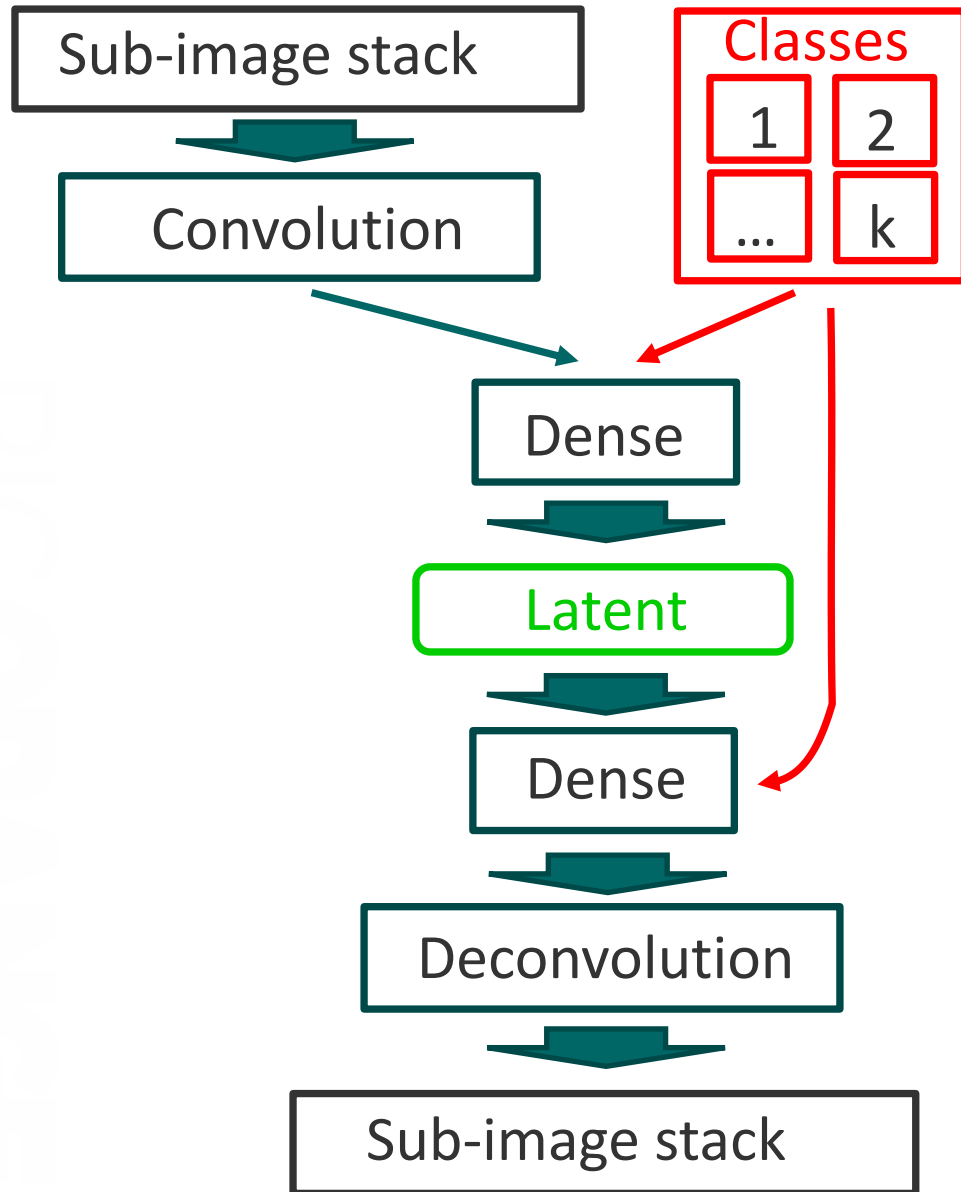 Sub-image stack
Classes
1
2
...
k
Convolution
Dense
Latent
Dense
Deconvolution
Sub-image stack